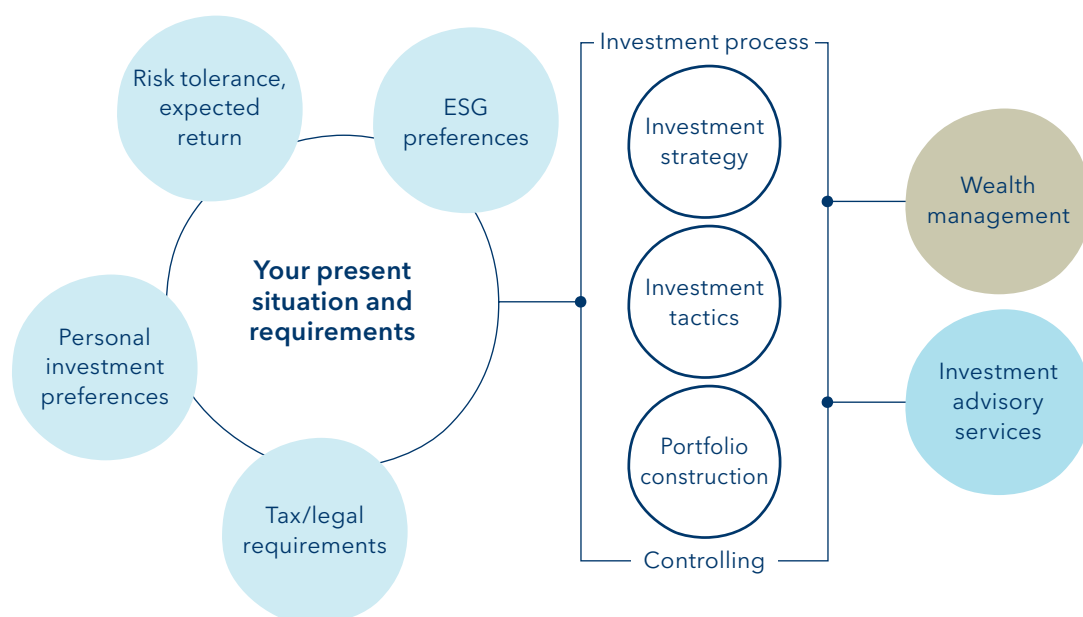 Risk tolerance,
expected
return
ESG
preferences
Your present
situation and
requirements
Personal
investment
preferences
Tax/legal
requirements
Investment process
Investment
strategy
Investment
tactics
Portfolio
construction
Controlling
Wealth
management
Investment
advisory
services